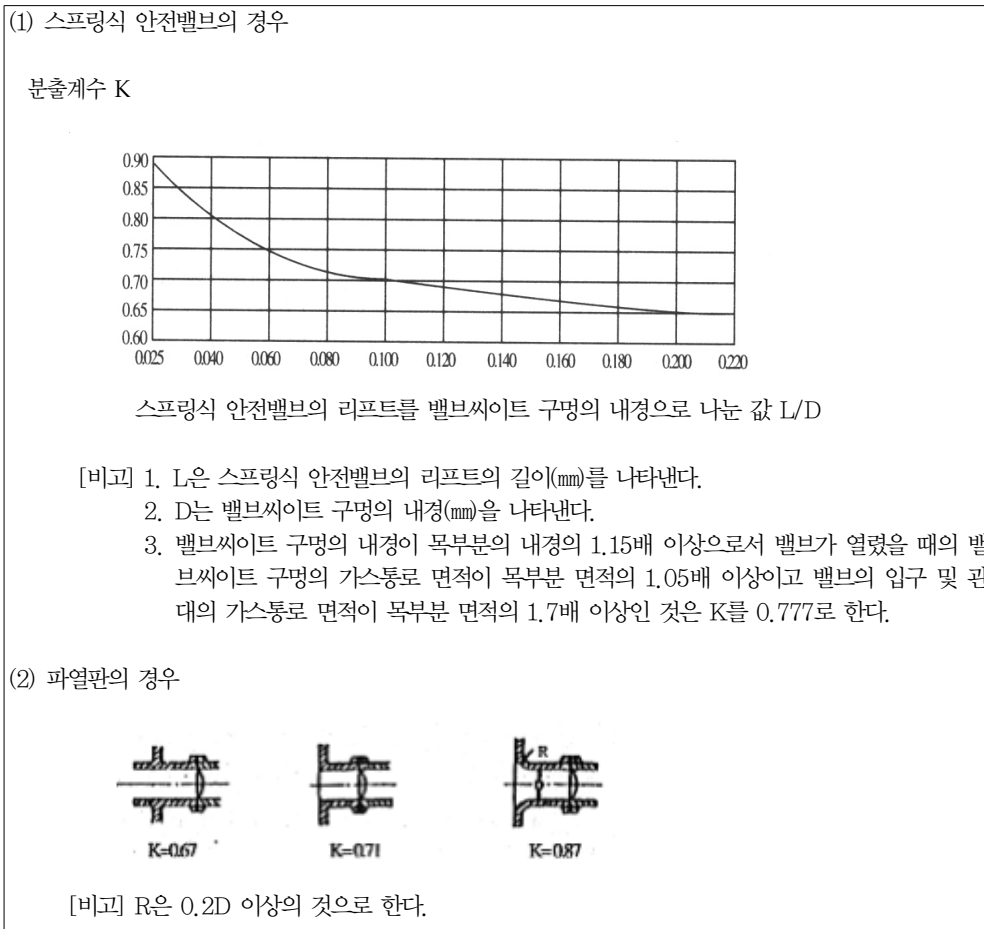 (1) 스프링식 안전밸브의 경우
분출계수 K
0.90
0.85
0.80
0.75
0.70
0.65
0.60
0.025 0.040 0.060 0.080 0.100 0.120 0.140 0.160 0.180 0.200 0.220
스프링식 안전밸브의 리프트를 밸브씨이트 구멍의 내경으로 나눈 값 L/D
[비고] 1. L은 스프링식 안전밸브의 리프트의 길이(㎜)를 나타낸다.
2. D는 밸브씨이트 구멍의 내경(㎜)을 나타낸다.
3. 밸브씨이트 구멍의 내경이 목부분의 내경의 1.15배 이상으로서 밸브가 열렸을 때의 밸
브씨이트 구멍의 가스통로 면적이 목부분 면적의 1.05배 이상이고 밸브의 입구 및 관
대의 가스통로 면적이 목부분 면적의 1.7배 이상인 것은 K를 0.777로 한다.
(2) 파열판의 경우
R
D
K=0.67 K=0.71 K=0.87
[비고] R은 0.2D 이상의 것으로 한다.